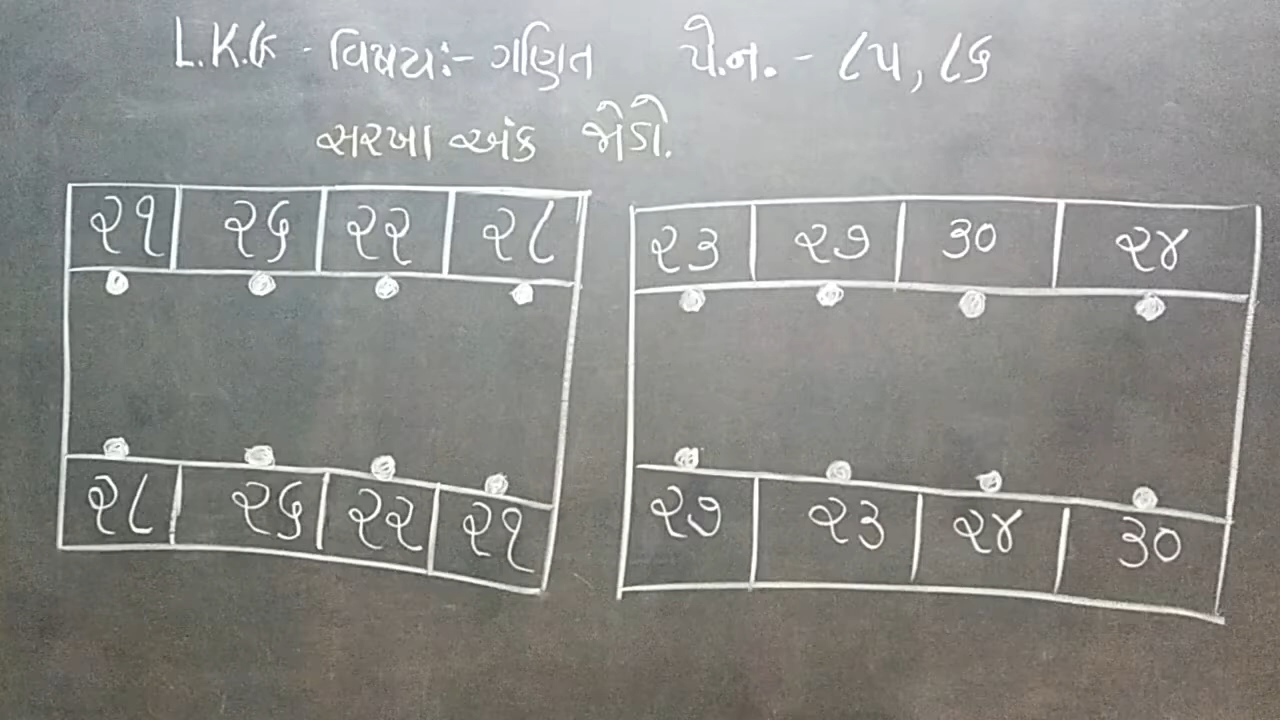 L.K.G - વિષય:- ગણિત પે.ન. - ૮૫, ૮૬
સરખા અંક જોડો.
૨૧ ૨૬ ૨૨ ૨૮
૨૮ ૨૬ ૨૨ ૨૧
૨૩ ૨૭ ૩૦ ૨૪
૨૭ ૨૩ ૨૪ ૩૦